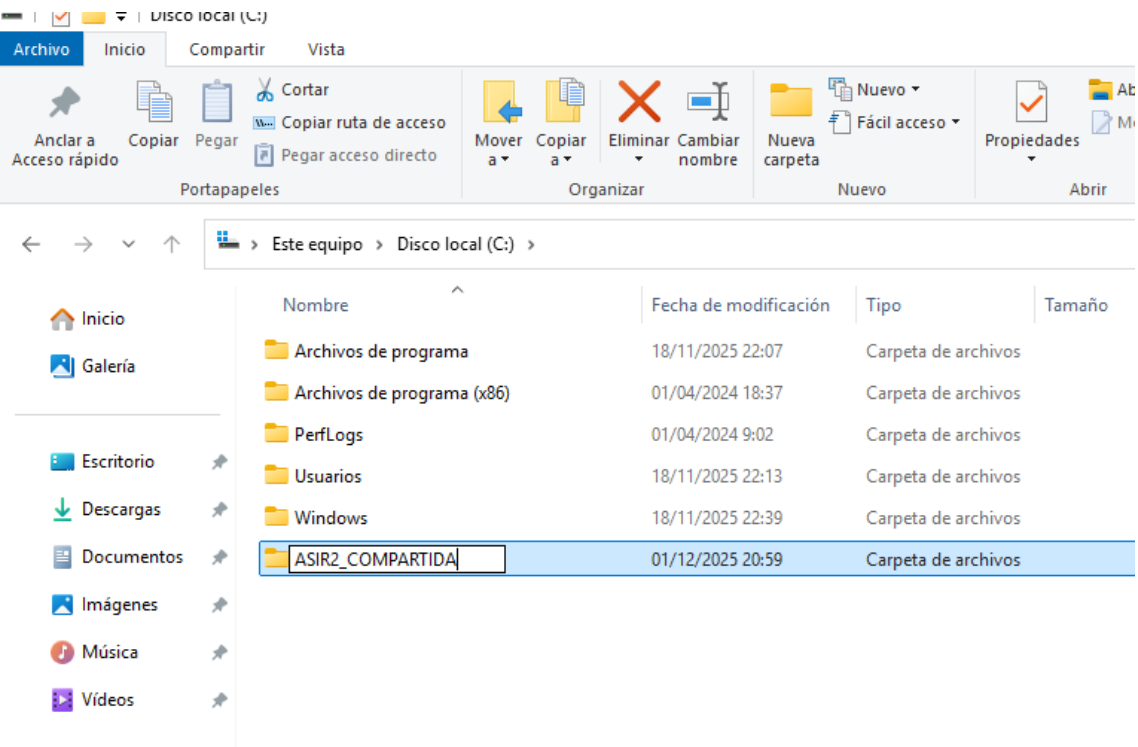 Disco local (C:)
Archivo Inicio Compartir Vista
Anclar a Acceso rápido
Copiar
Pegar
Cortar
Copiar ruta de acceso
Pegar acceso directo
Portapapeles
Mover a
Copiar a
Eliminar
Cambiar nombre
Organizar
Nueva carpeta
Nuevo
Fácil acceso
Nuevo
Propiedades
Ab
Abrir
Este equipo > Disco local (C:) >
Inicio
Galería
Escritorio
Descargas
Documentos
Imágenes
Música
Vídeos
Nombre Fecha de modificación Tipo Tamaño
Archivos de programa 18/11/2025 22:07 Carpeta de archivos
Archivos de programa (x86) 01/04/2024 18:37 Carpeta de archivos
PerfLogs 01/04/2024 9:02 Carpeta de archivos
Usuarios 18/11/2025 22:13 Carpeta de archivos
Windows 18/11/2025 22:39 Carpeta de archivos
ASIR2_COMPARTIDA 01/12/2025 20:59 Carpeta de archivos